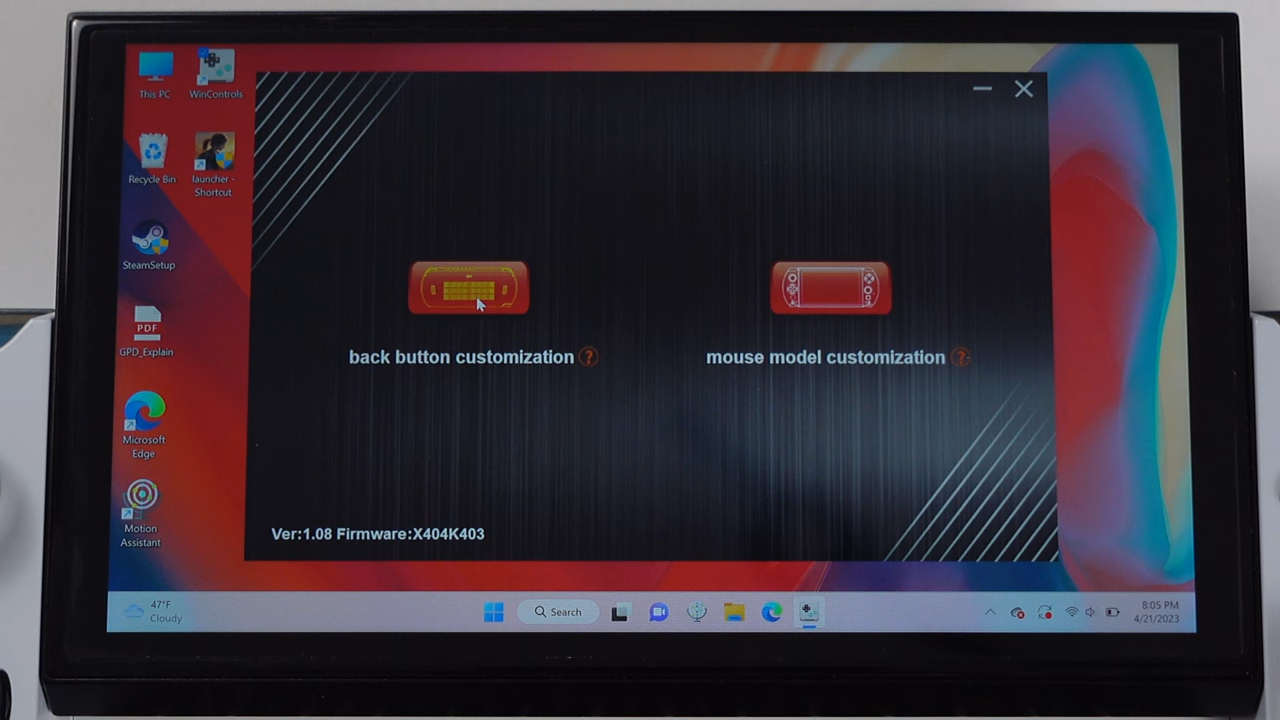 This PC
WinControls
Recycle Bin
launcher -
Shortcut
SteamSetup
PDF
GPD_Explain
Microsoft
Edge
Motion
Assistant
back button customization ?
mouse model customization ?
Ver:1.08 Firmware:X404K403
47°F
Cloudy
Search
8:05 PM
4/21/2023